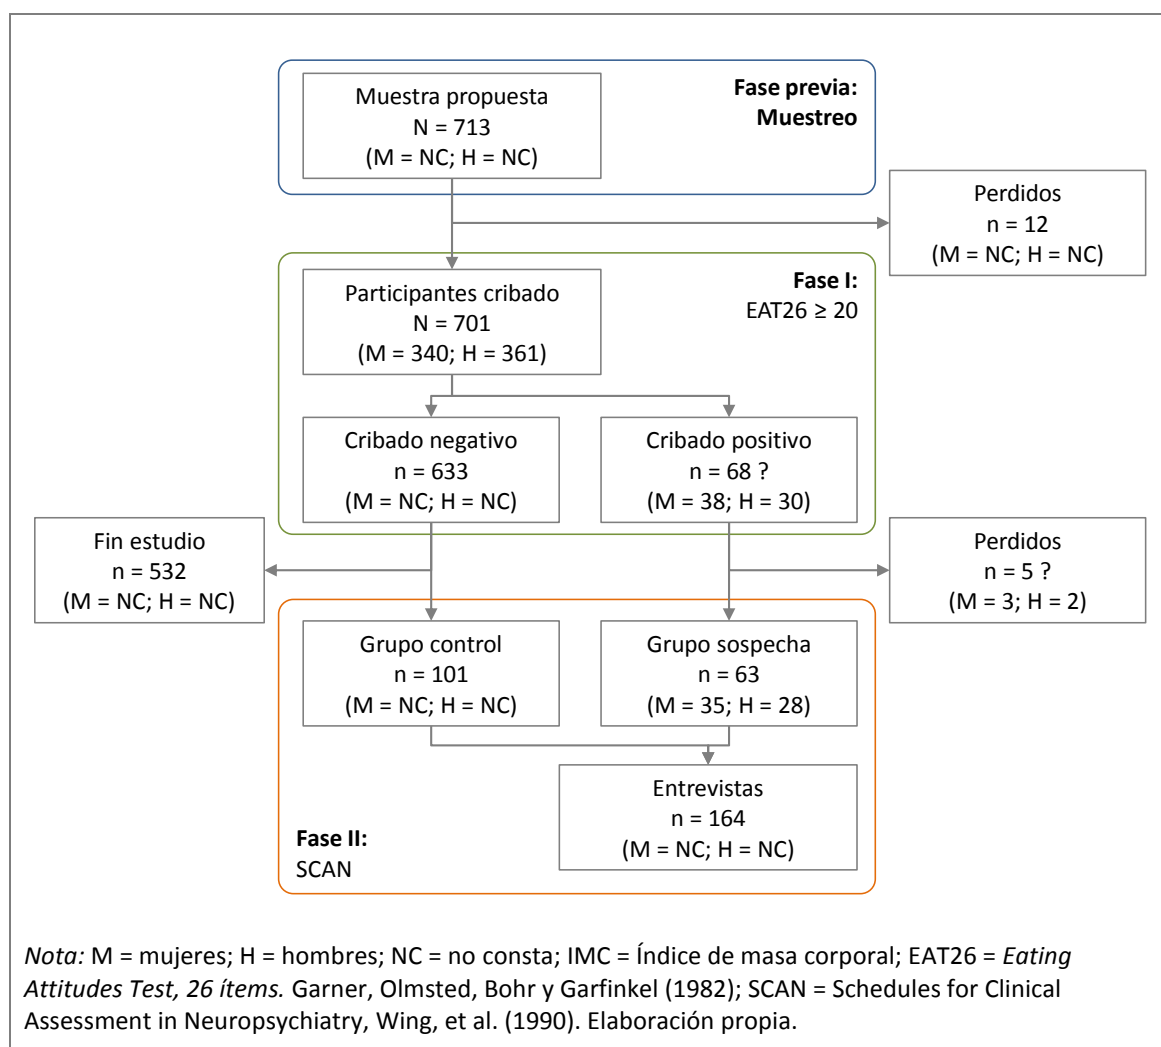 Muestra propuesta
N = 713
(M = NC; H = NC)
Fase previa:
Muestreo
Perdidos
n = 12
(M = NC; H = NC)
Participantes cribado
N = 701
(M = 340; H = 361)
Fase I:
EAT26 ≥ 20
Cribado negativo
n = 633
(M = NC; H = NC)
Cribado positivo
n = 68 ?
(M = 38; H = 30)
Fin estudio
n = 532
(M = NC; H = NC)
Perdidos
n = 5 ?
(M = 3; H = 2)
Grupo control
n = 101
(M = NC; H = NC)
Grupo sospecha
n = 63
(M = 35; H = 28)
Entrevistas
n = 164
(M = NC; H = NC)
Fase II:
SCAN
Nota: M = mujeres; H = hombres; NC = no consta; IMC = Índice de masa corporal; EAT26 = Eating
Attitudes Test, 26 ítems. Garner, Olmsted, Bohr y Garfinkel (1982); SCAN = Schedules for Clinical
Assessment in Neuropsychiatry, Wing, et al. (1990). Elaboración propia.